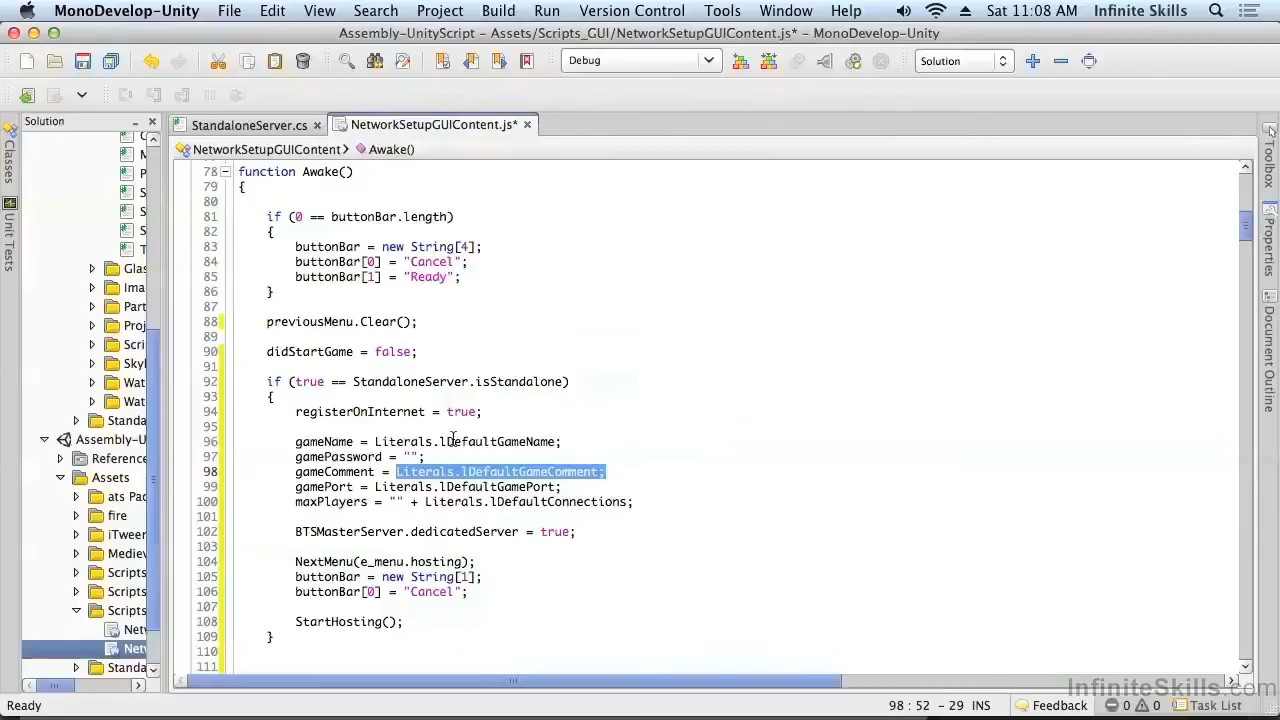 MonoDevelop-Unity File Edit View Search Project Build Run Version Control Tools Window Help Sat 11:08 AM Infinite Skills
Assembly-UnityScript - Assets/Scripts_GUI/NetworkSetupGUIContent.js* - MonoDevelop-Unity
Debug Solution
Solution
StandaloneServer.cs NetworkSetupGUIContent.js*
NetworkSetupGUIContent Awake()
Classes
Unit Tests
Glas
Ima
Part
Proj
Scri
Sky
Wat
Wat
Standa
Assembly-U
Reference
Assets
ats Pac
fire
iTween
Mediev
Scripts
Scripts
Scripts
Net
Net
Standa
78 function Awake()
79 {
80
81 if (0 == buttonBar.length)
82 {
83 buttonBar = new String[4];
84 buttonBar[0] = "Cancel";
85 buttonBar[1] = "Ready";
86 }
87
88 previousMenu.Clear();
89
90 didStartGame = false;
91
92 if (true == StandaloneServer.isStandalone)
93 {
94 registerOnInternet = true;
95
96 gameName = Literals.lDefaultGameName;
97 gamePassword = "";
98 gameComment = Literals.lDefaultGameComment;
99 gamePort = Literals.lDefaultGamePort;
100 maxPlayers = "" + Literals.lDefaultConnections;
101
102 BTSMasterServer.dedicatedServer = true;
103
104 NextMenu(e_menu.hosting);
105 buttonBar = new String[1];
106 buttonBar[0] = "Cancel";
107
108 StartHosting();
109 }
110
111
Toolbox
Properties
Document Outline
InfiniteSkills.com
Ready 98 : 52 - 29 INS Feedback 0 0 Task List